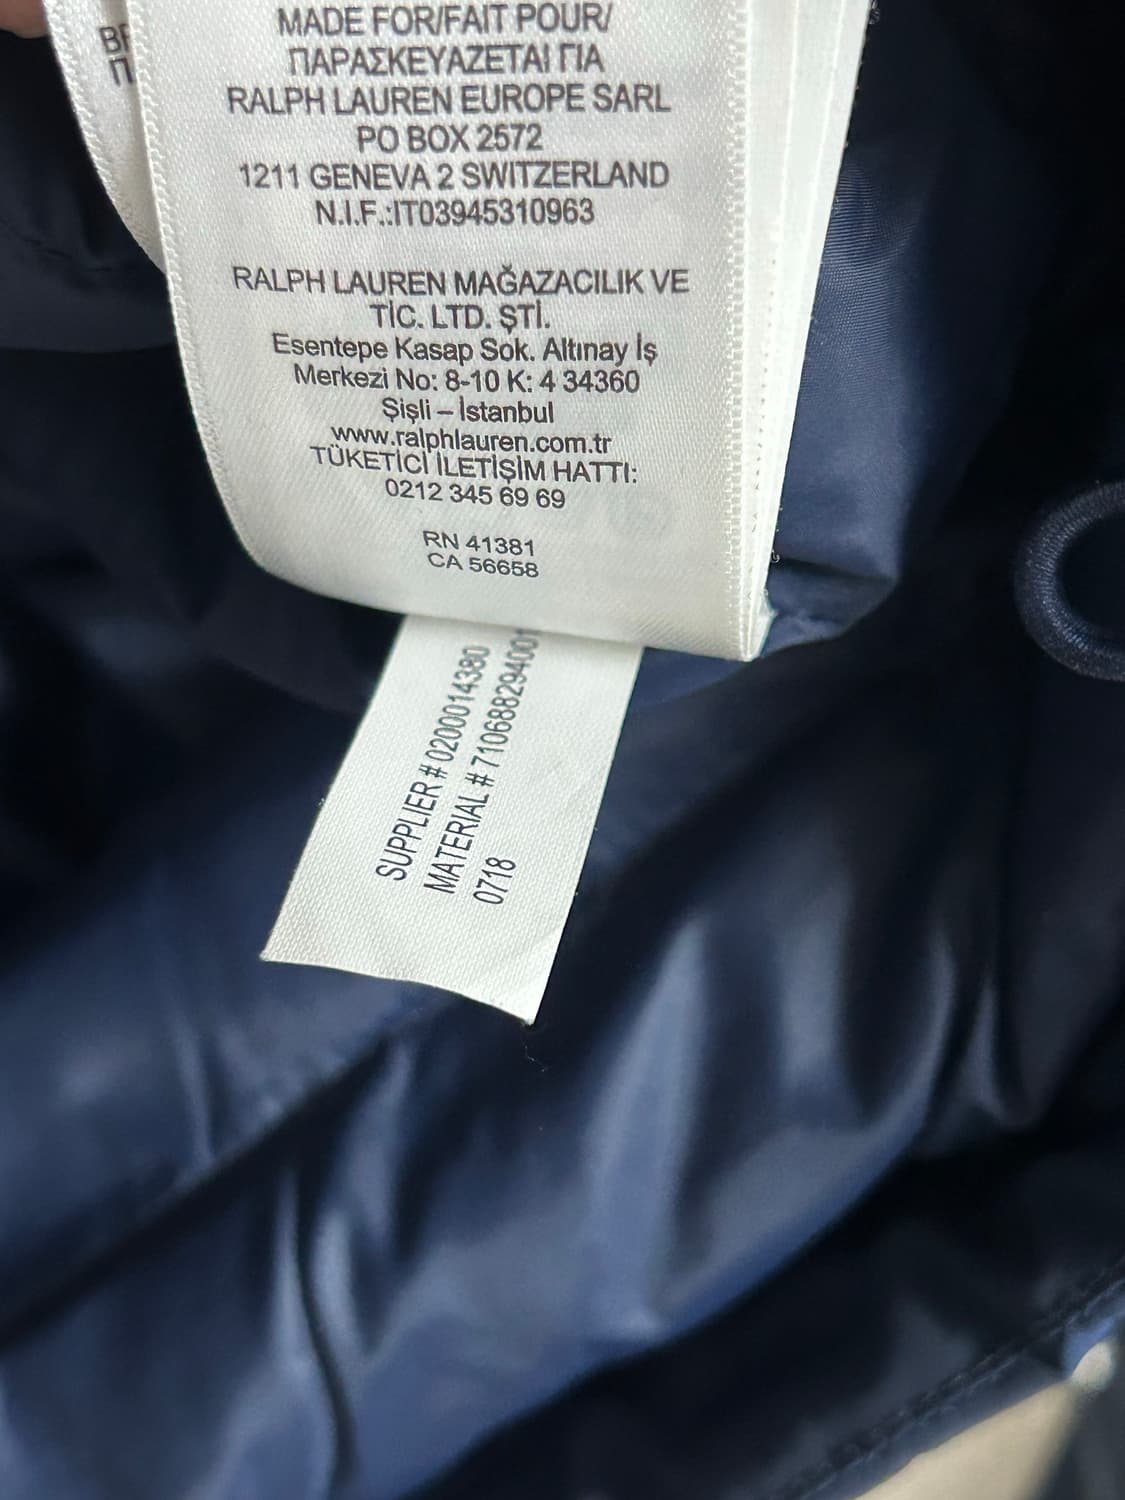 MADE FOR/FAIT POUR/
ΠΑΡΑΣΚΕΥΑΖΕΤΑΙ ΓΙΑ
RALPH LAUREN EUROPE SARL
PO BOX 2572
1211 GENEVA 2 SWITZERLAND
N.I.F.:IT03945310963
RALPH LAUREN MAĞAZACILIK VE
TİC. LTD. ŞTİ.
Esentepe Kasap Sok. Altınay İş
Merkezi No: 8-10 K: 4 34360
Şişli – İstanbul
www.ralphlauren.com.tr
TÜKETİCİ İLETİŞİM HATTI:
0212 345 69 69
RN 41381
CA 56658
SUPPLIER # 0200014380
MATERIAL # 710688294001
0718